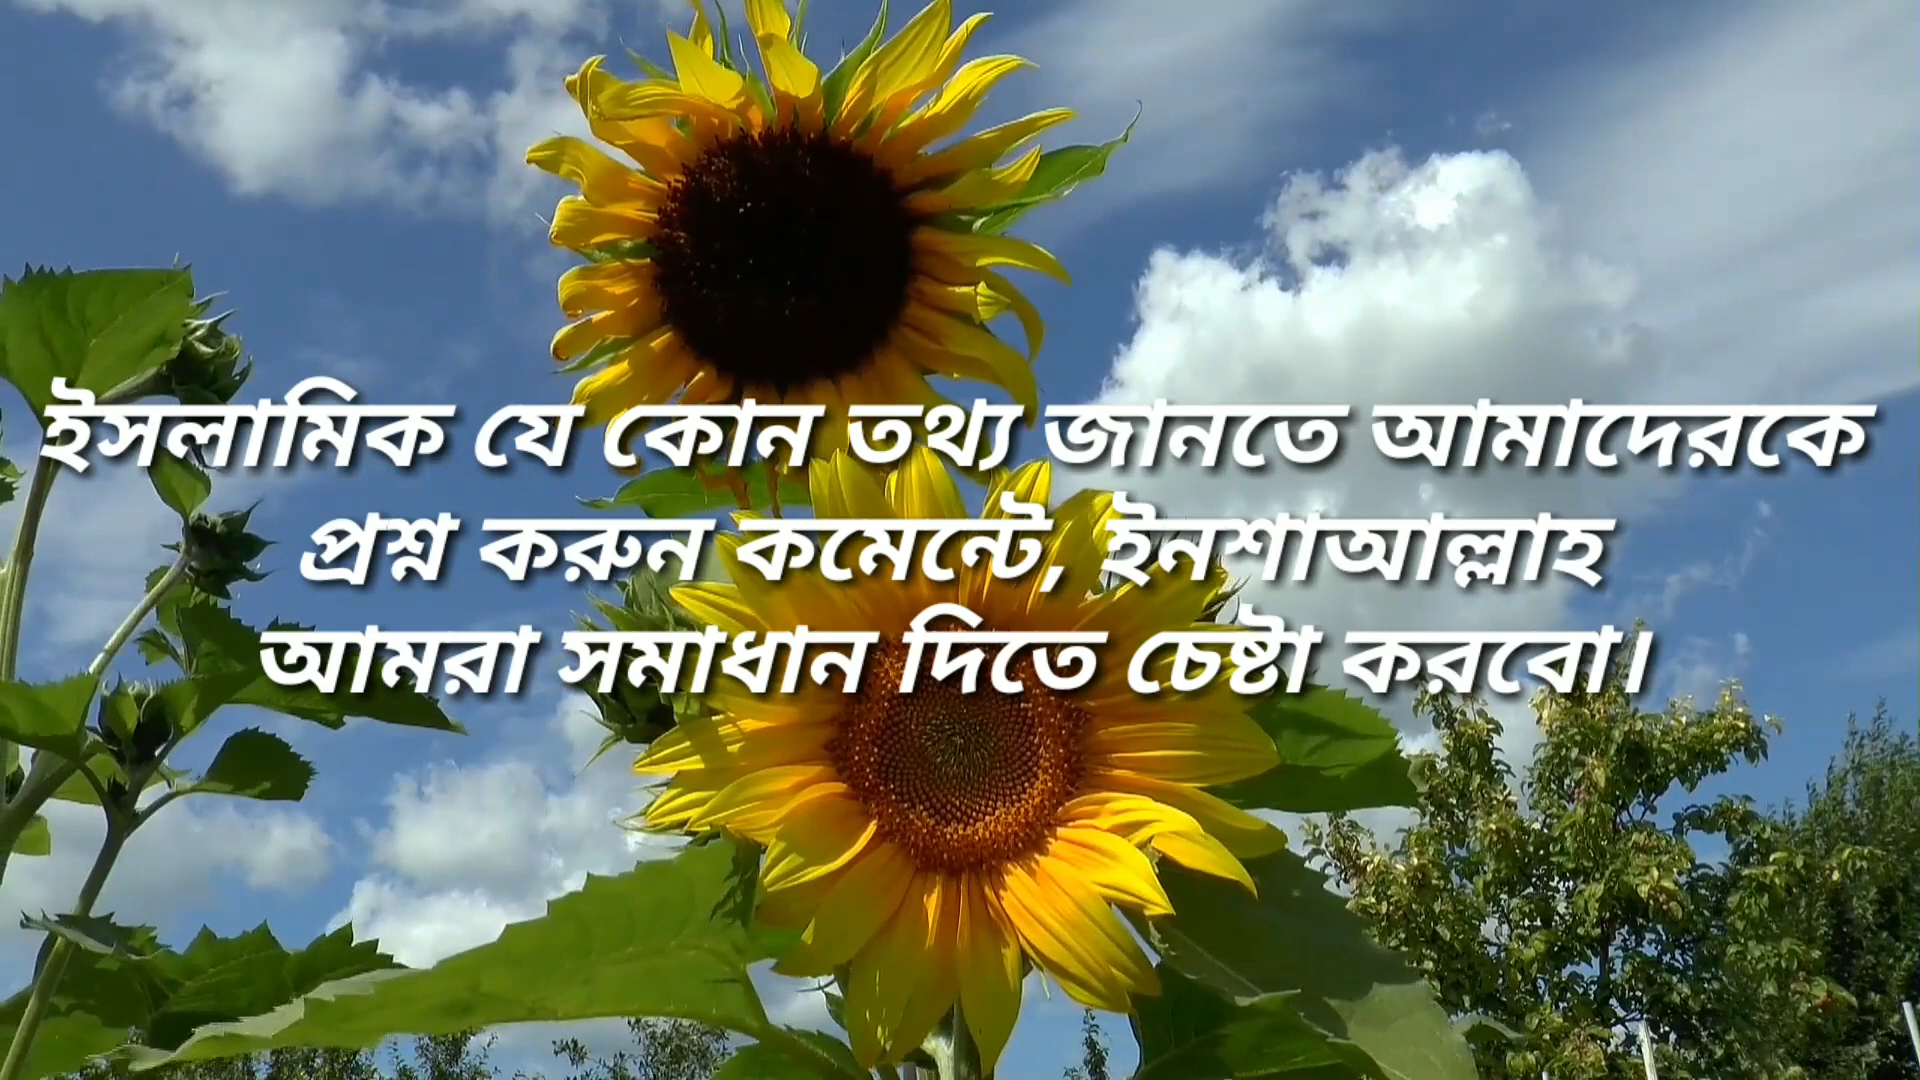 ইসলামিক যে কোন তথ্য জানতে আমাদেরকে
প্রশ্ন করুন কমেন্টে, ইনশাআল্লাহ
আমরা সমাধান দিতে চেষ্টা করবো।